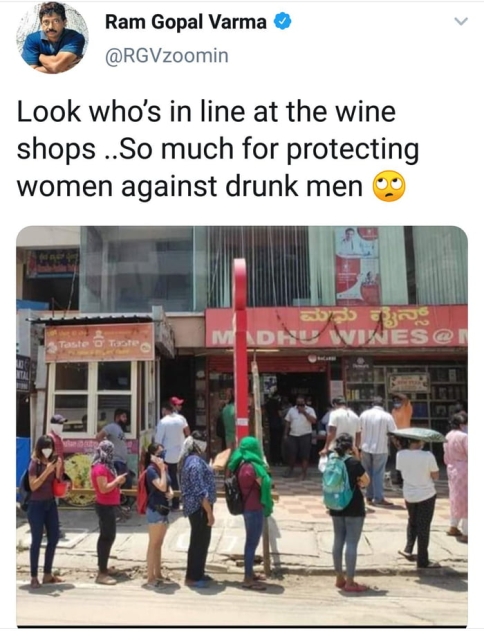 Ram Gopal Varma
@RGVzoomin
Look who's in line at the wine
shops ..So much for protecting
women against drunk men 🙄
ಮಧು ವೈನ್ಸ್
MADHU WINES@
Taste 'O' Taste